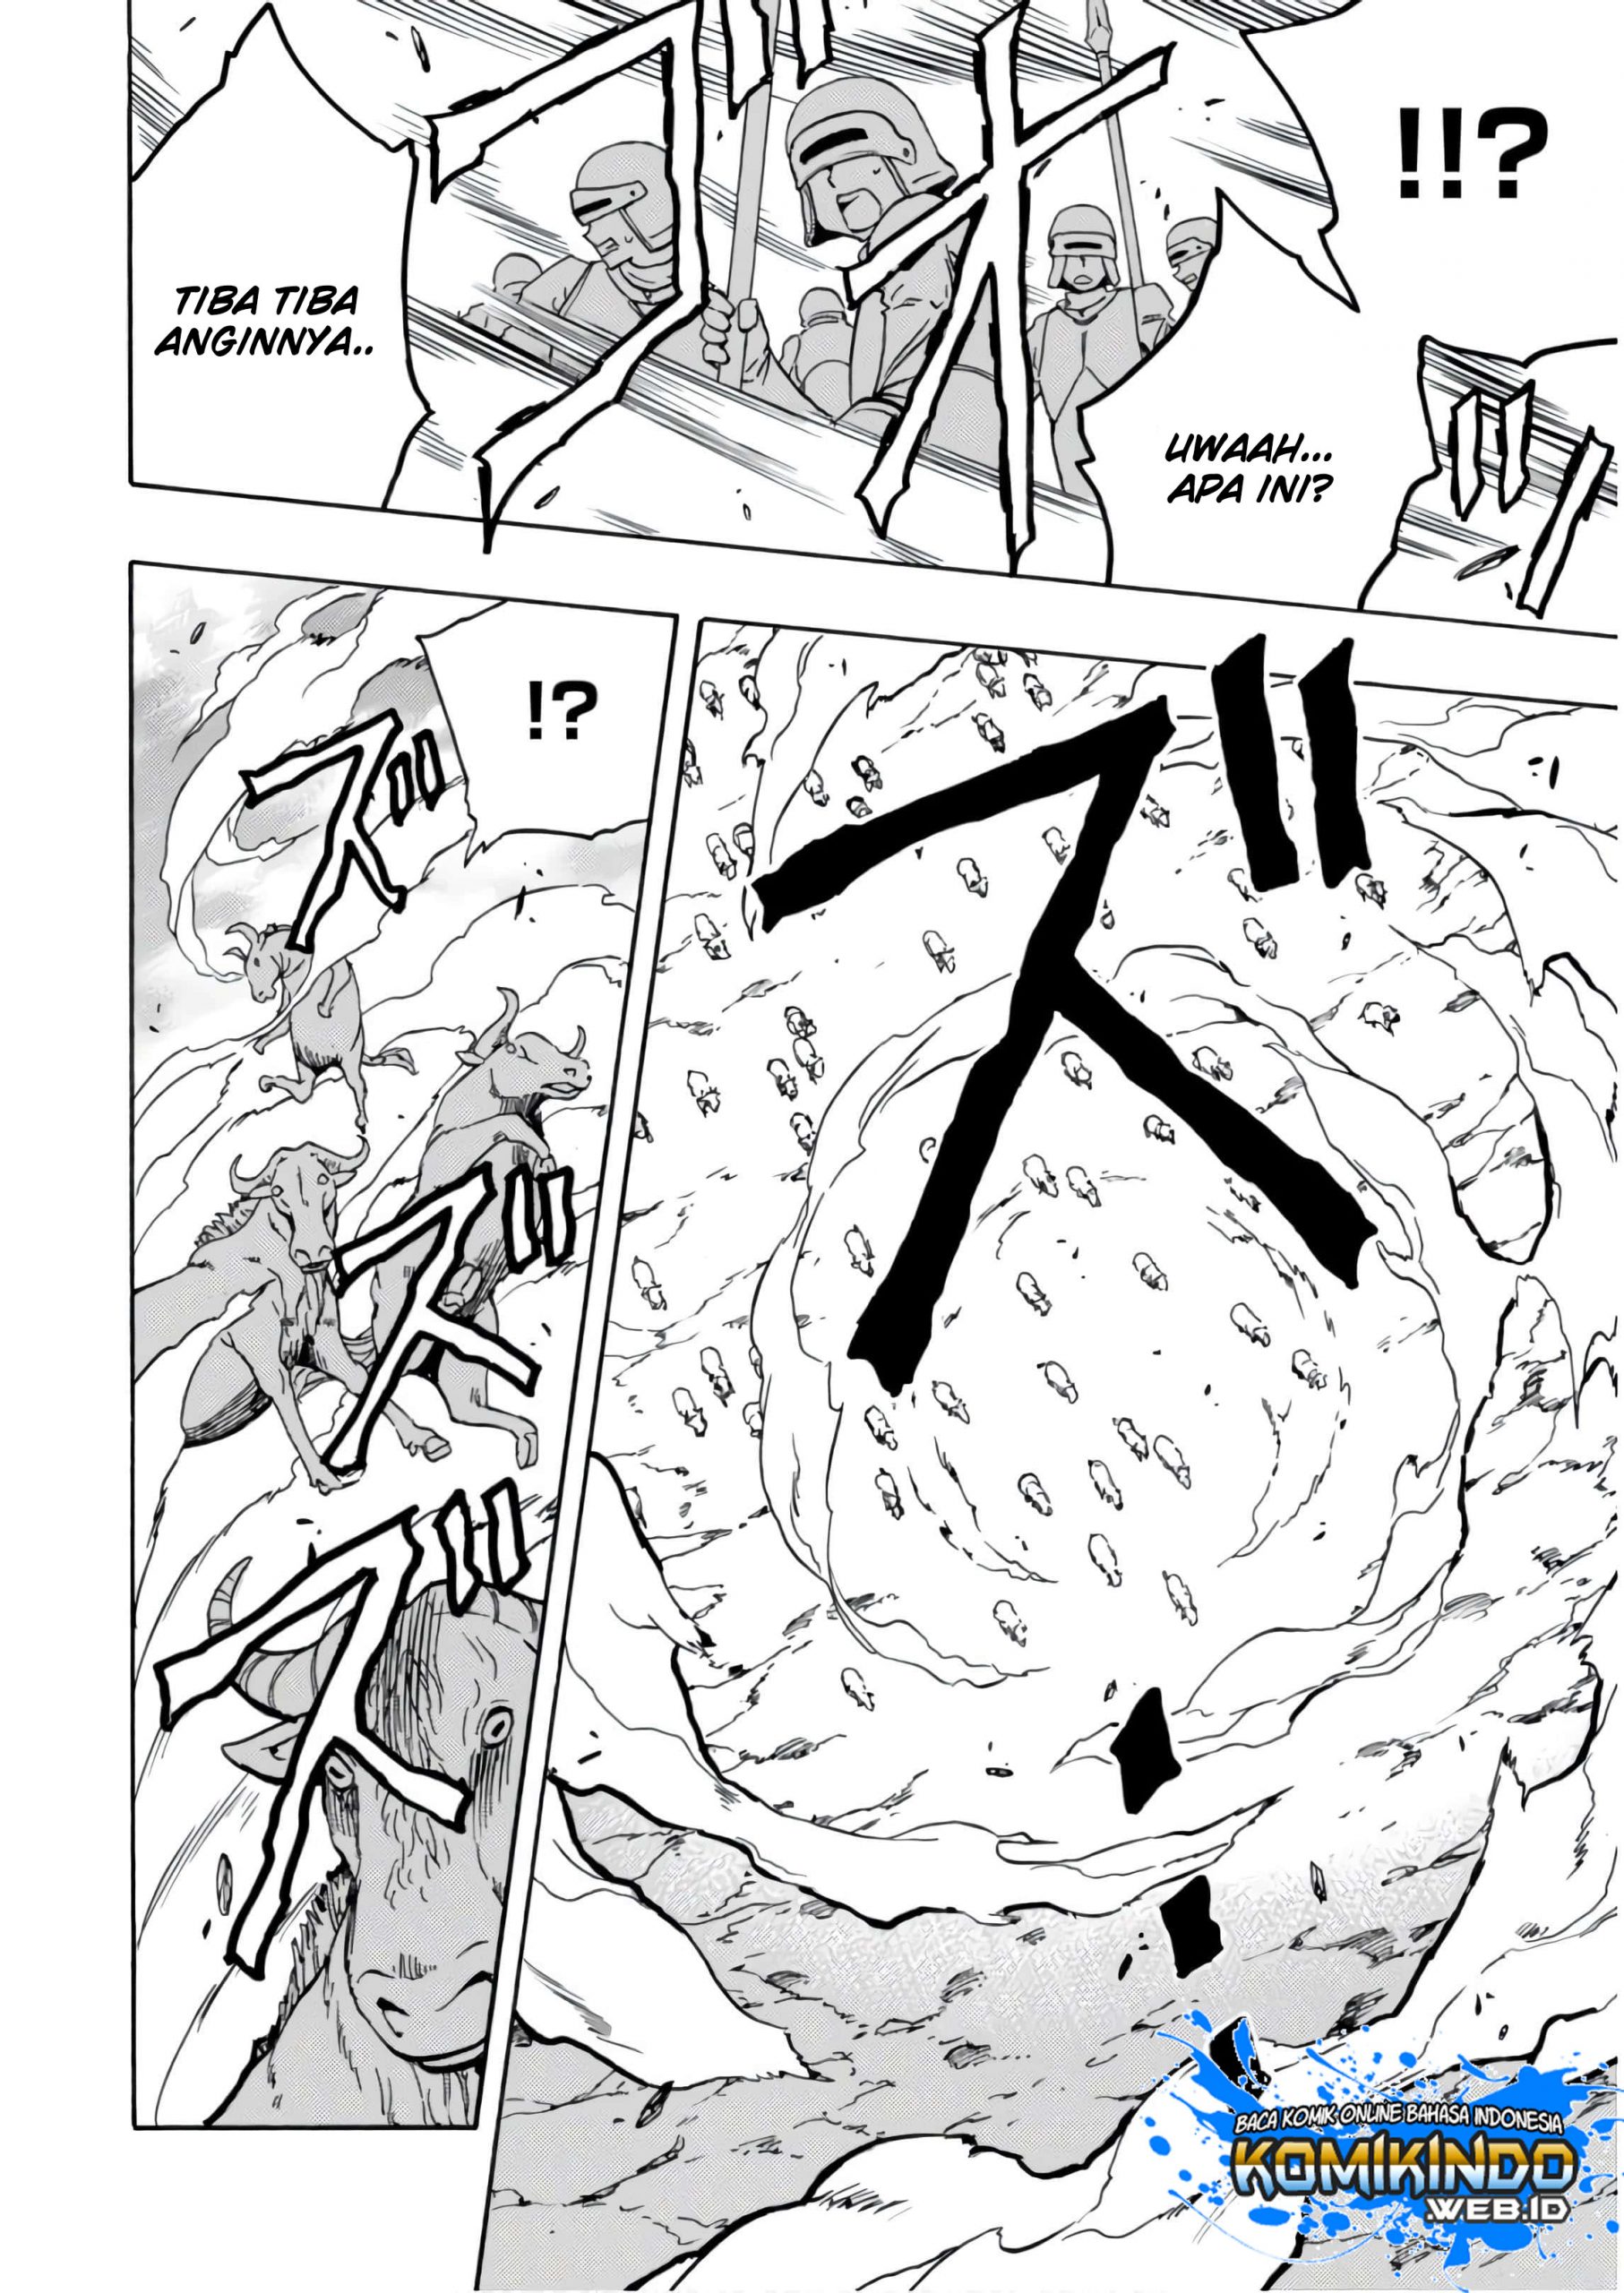 !!?
UWAAH...
APA INI?
TIBA TIBA
ANGINNYA..
ズ
!?
ズ
ズ
ズ
BACA KOMIK ONLINE BAHASA INDONESIA
KOMIKINDO
.WEB.ID